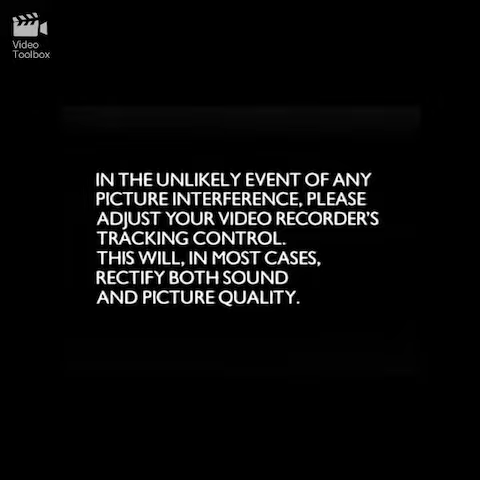 Video
Toolbox
IN THE UNLIKELY EVENT OF ANY
PICTURE INTERFERENCE, PLEASE
ADJUST YOUR VIDEO RECORDER'S
TRACKING CONTROL.
THIS WILL, IN MOST CASES,
RECTIFY BOTH SOUND
AND PICTURE QUALITY.